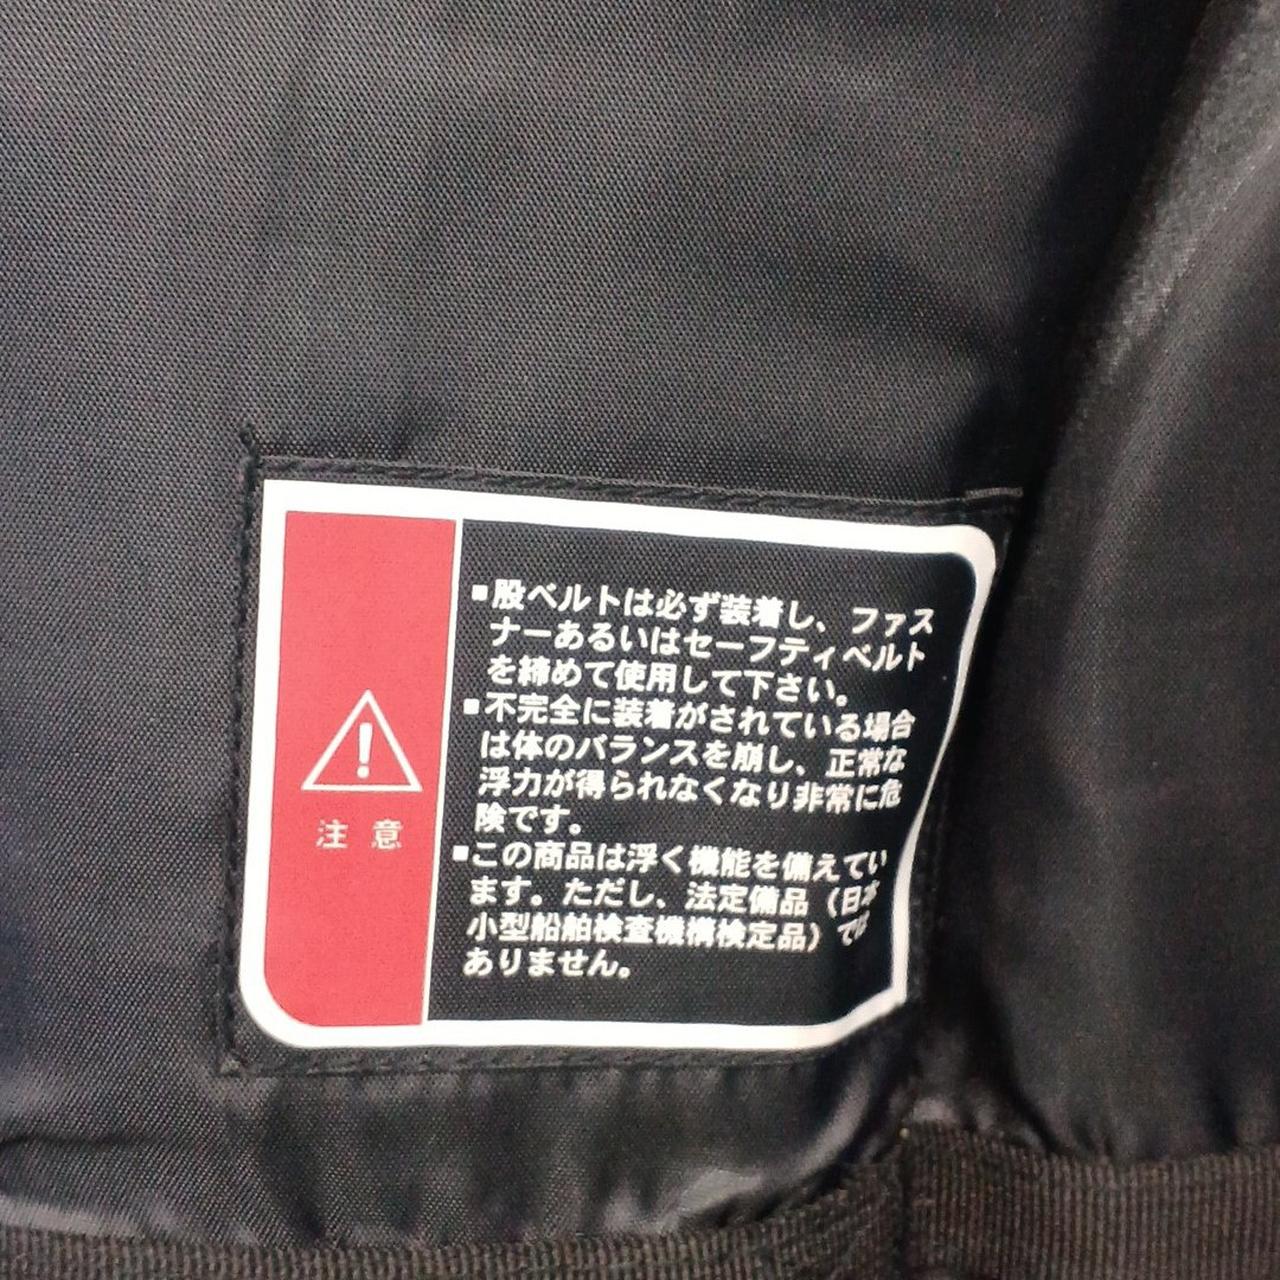 注 意
■股ベルトは必ず装着し、ファス
ナーあるいはセーフティベルト
を締めて使用して下さい。
■不完全に装着がされている場合
は体のバランスを崩し、正常な
浮力が得られなくなり非常に危
険です。
■この商品は浮く機能を備えてい
ます。ただし、法定備品（日本
小型船舶検査機構検定品）では
ありません。